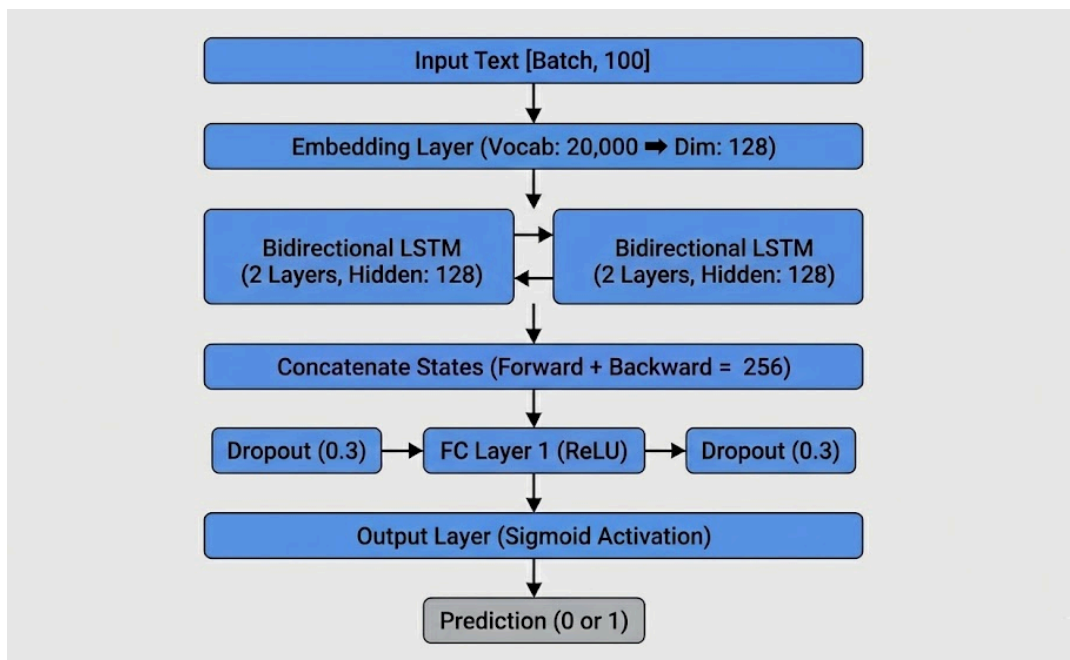 Input Text [Batch, 100]
Embedding Layer (Vocab: 20,000 ➡ Dim: 128)
Bidirectional LSTM
(2 Layers, Hidden: 128)
Bidirectional LSTM
(2 Layers, Hidden: 128)
Concatenate States (Forward + Backward = 256)
Dropout (0.3)
FC Layer 1 (ReLU)
Dropout (0.3)
Output Layer (Sigmoid Activation)
Prediction (0 or 1)